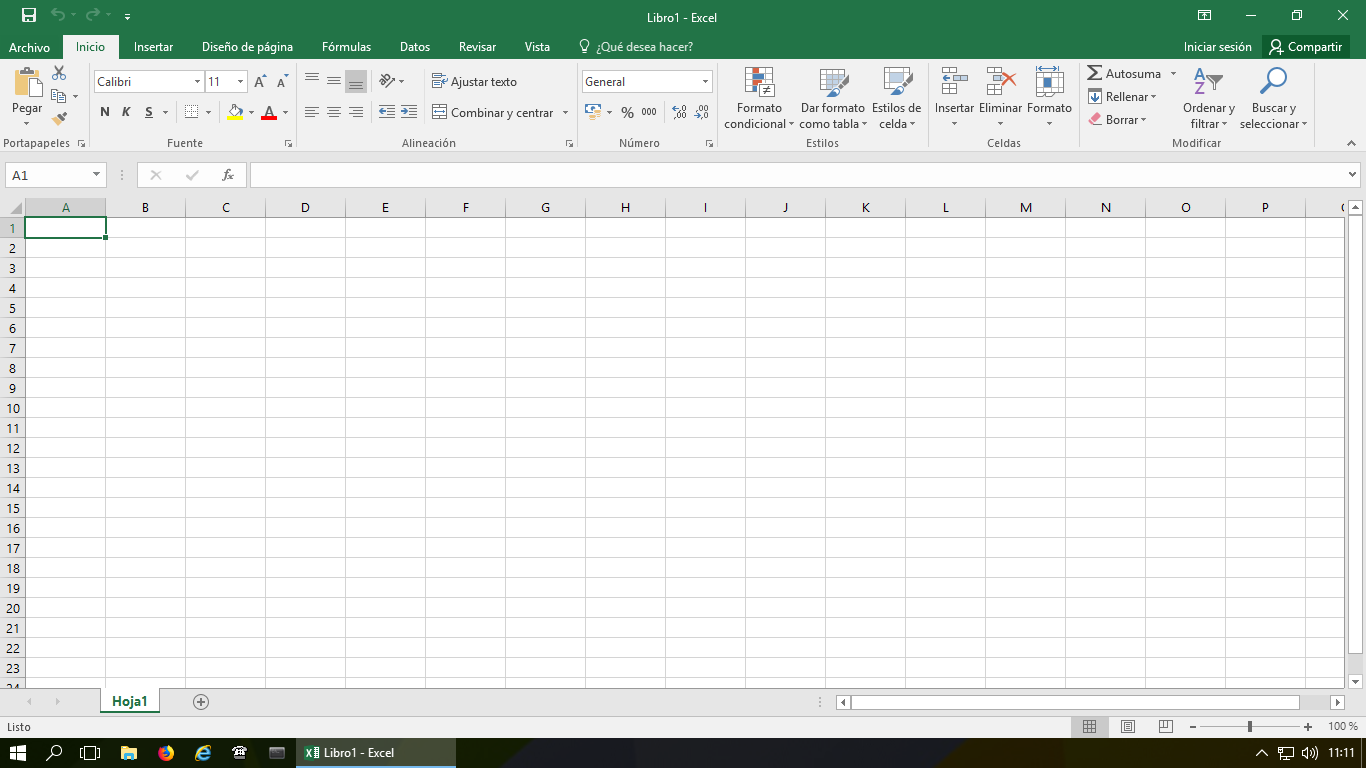 Libro1 - Excel
Archivo Inicio Insertar Diseño de página Fórmulas Datos Revisar Vista ¿Qué desea hacer? Iniciar sesión Compartir
Pegar
Calibri 11
N K S
Ajustar texto
Combinar y centrar
General
% 000
Formato condicional
Dar formato como tabla
Estilos de celda
Insertar Eliminar Formato
Autosuma
Rellenar
Borrar
Ordenar y filtrar
Buscar y seleccionar
Portapapeles Fuente Alineación Número Estilos Celdas Modificar
A1 fx
A B C D E F G H I J K L M N O P
1
2
3
4
5
6
7
8
9
10
11
12
13
14
15
16
17
18
19
20
21
22
23
24
Hoja1
Listo 100 %
Libro1 - Excel 11:11